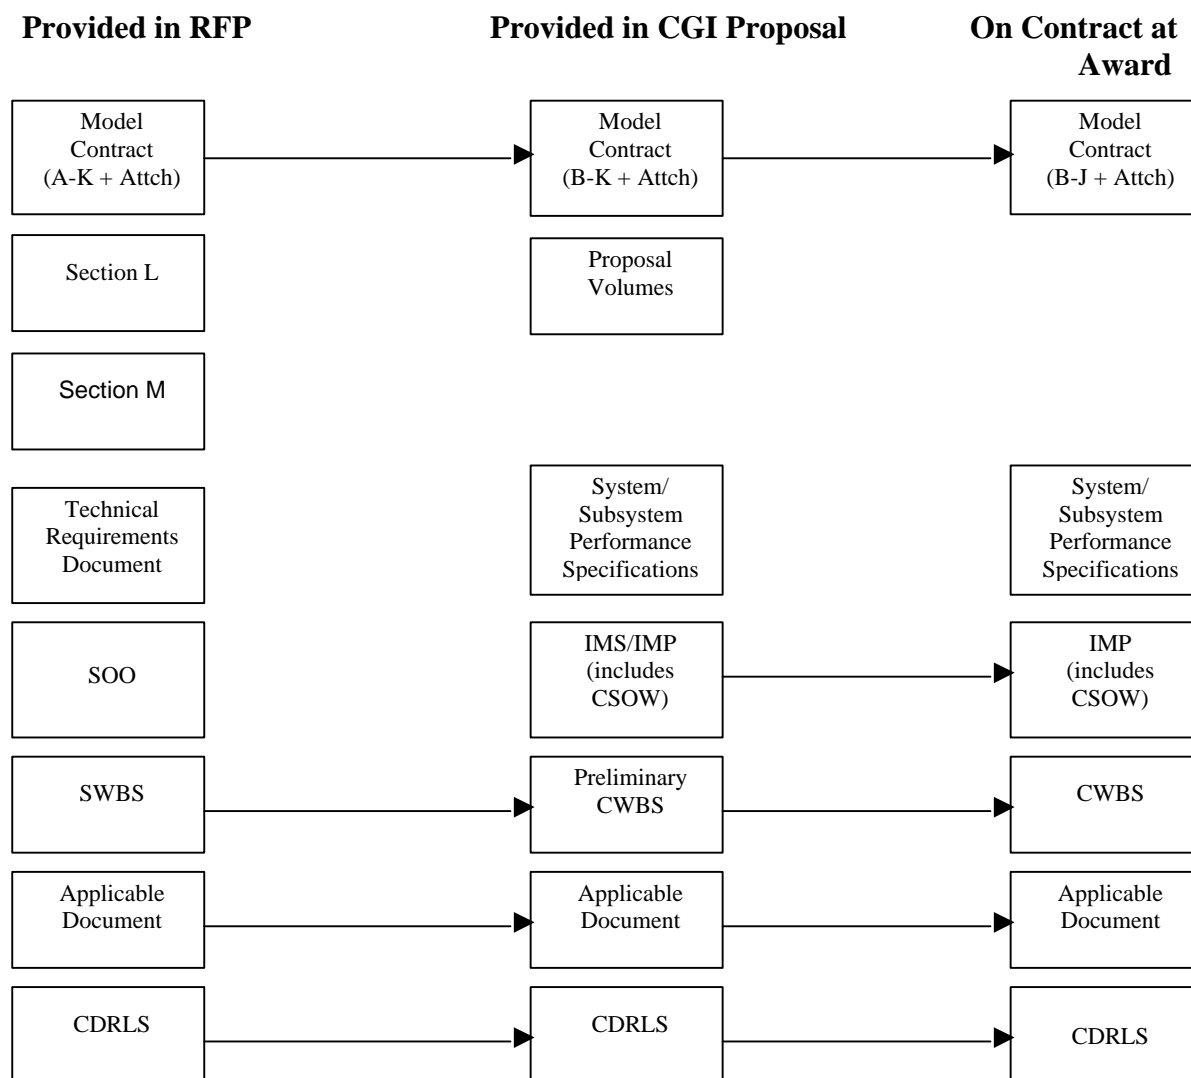 Provided in RFP
Provided in CGI Proposal
On Contract at
Award
Model
Contract
(A-K + Attch)
Model
Contract
(B-K + Attch)
Model
Contract
(B-J + Attch)
Section L
Proposal
Volumes
Section M
Technical
Requirements
Document
System/
Subsystem
Performance
Specifications
System/
Subsystem
Performance
Specifications
SOO
IMS/IMP
(includes
CSOW)
IMP
(includes
CSOW)
SWBS
Preliminary
CWBS
CWBS
Applicable
Document
Applicable
Document
Applicable
Document
CDRLS
CDRLS
CDRLS